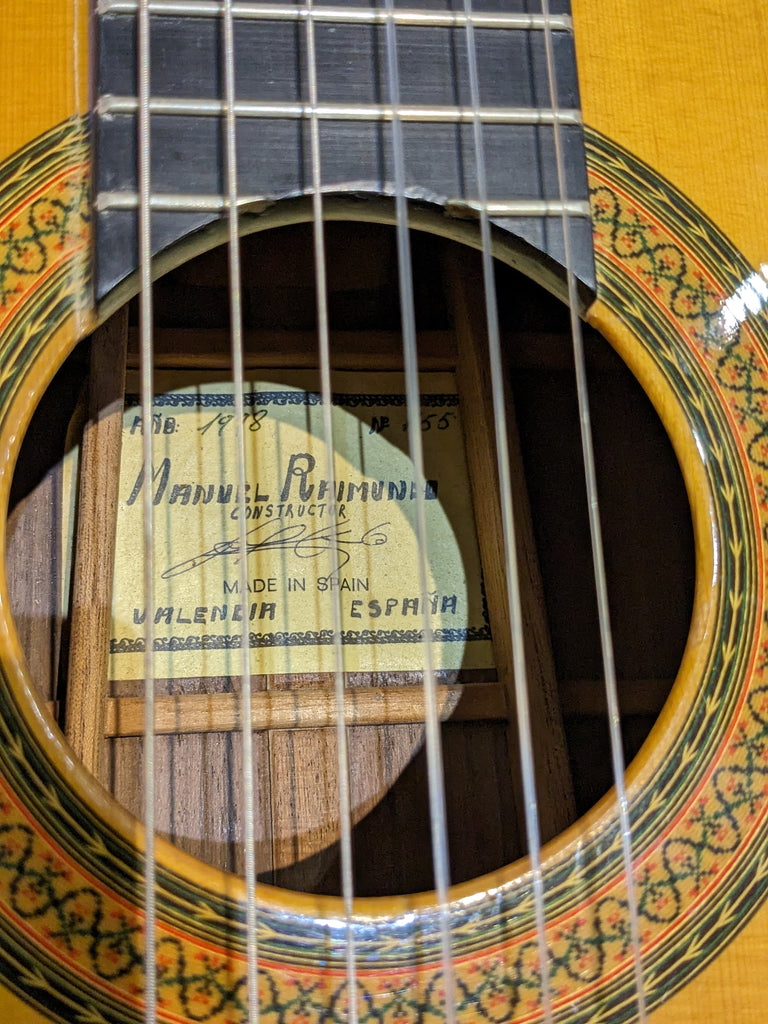 AÑO: 1978 Nº 155
MANUEL RAIMUNDO
CONSTRUCTOR
MADE IN SPAIN
VALENCIA ESPAÑA